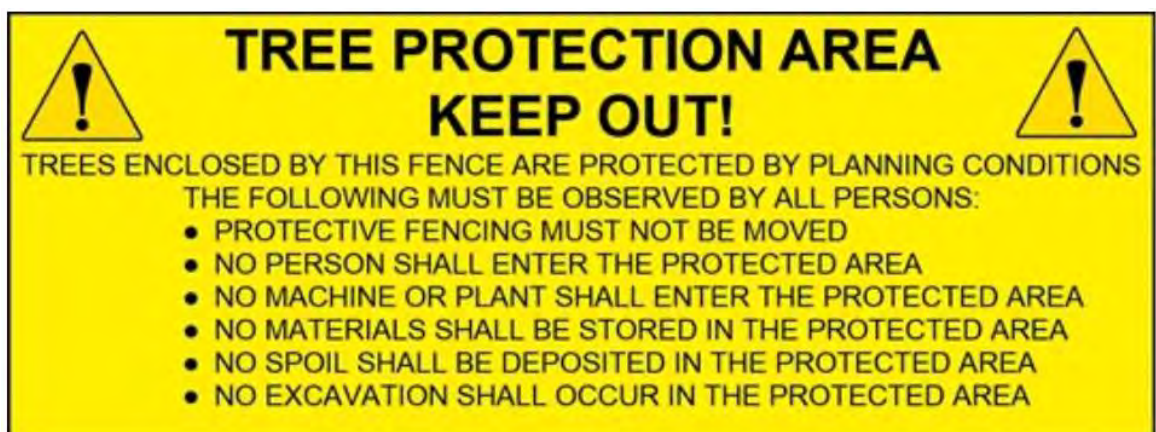 TREE PROTECTION AREA
KEEP OUT!
TREES ENCLOSED BY THIS FENCE ARE PROTECTED BY PLANNING CONDITIONS
THE FOLLOWING MUST BE OBSERVED BY ALL PERSONS:
● PROTECTIVE FENCING MUST NOT BE MOVED
● NO PERSON SHALL ENTER THE PROTECTED AREA
● NO MACHINE OR PLANT SHALL ENTER THE PROTECTED AREA
● NO MATERIALS SHALL BE STORED IN THE PROTECTED AREA
● NO SPOIL SHALL BE DEPOSITED IN THE PROTECTED AREA
● NO EXCAVATION SHALL OCCUR IN THE PROTECTED AREA